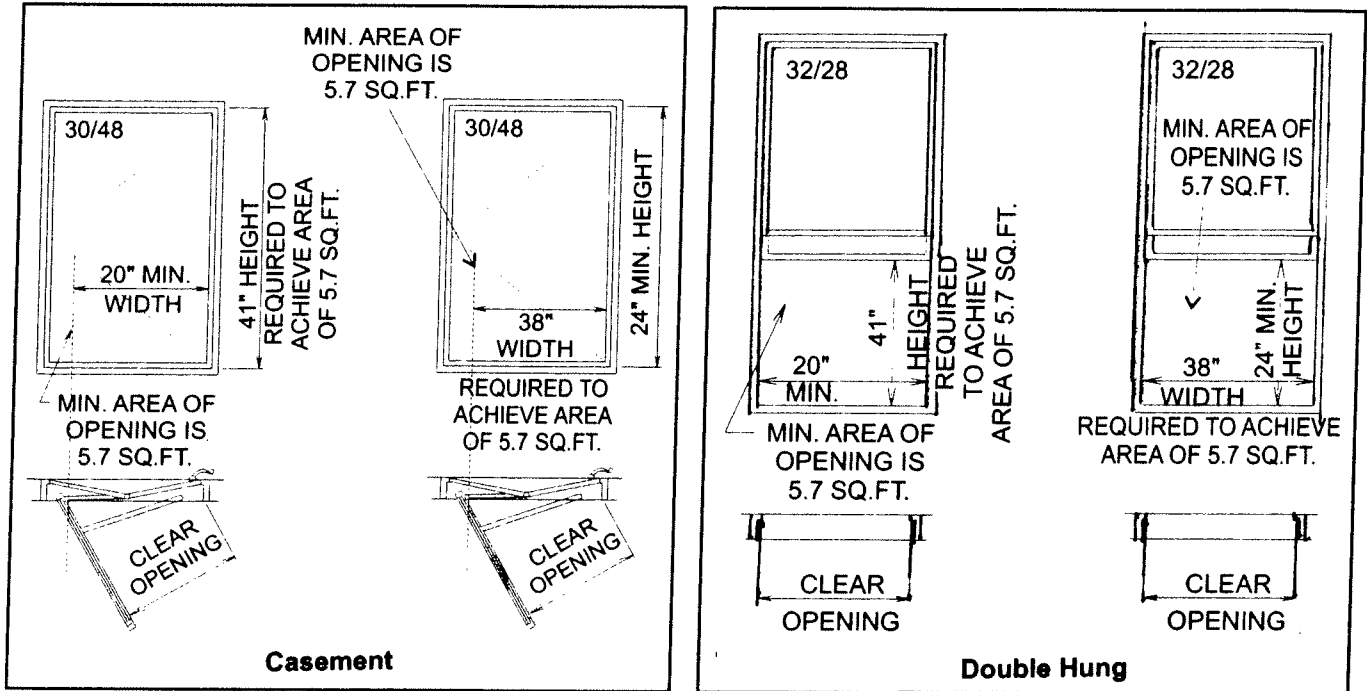 MIN. AREA OF
OPENING IS
5.7 SQ.FT.
30/48
20" MIN.
WIDTH
41" HEIGHT
REQUIRED TO
ACHIEVE AREA
OF 5.7 SQ.FT.
MIN. AREA OF
OPENING IS
5.7 SQ.FT.
CLEAR
OPENING
30/48
38"
WIDTH
24" MIN. HEIGHT
REQUIRED TO
ACHIEVE AREA
OF 5.7 SQ.FT.
CLEAR
OPENING
Casement
32/28
41"
HEIGHT
REQUIRED
TO ACHIEVE
AREA OF 5.7 SQ.FT.
20"
MIN.
MIN. AREA OF
OPENING IS
5.7 SQ.FT.
CLEAR
OPENING
32/28
MIN. AREA OF
OPENING IS
5.7 SQ.FT.
24" MIN.
HEIGHT
38"
WIDTH
REQUIRED TO ACHIEVE
AREA OF 5.7 SQ.FT.
CLEAR
OPENING
Double Hung